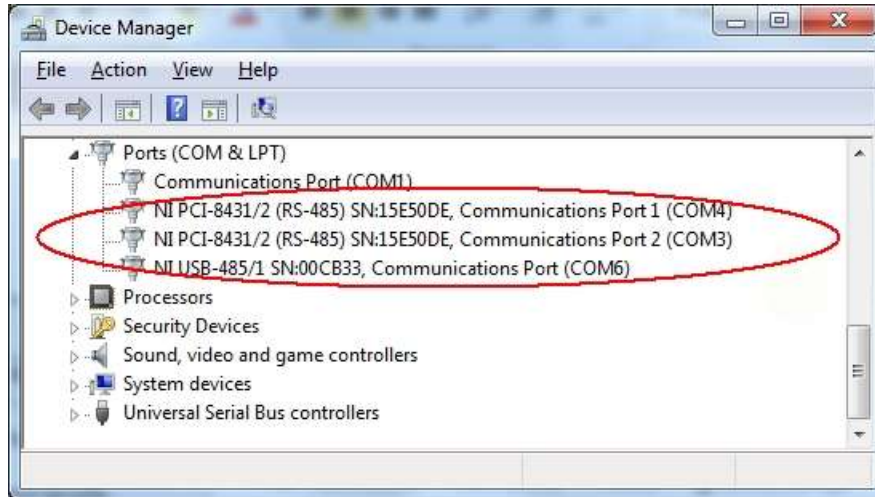 Device Manager
File Action View Help
Ports (COM & LPT)
Communications Port (COM1)
NI PCI-8431/2 (RS-485) SN:15E50DE, Communications Port 1 (COM4)
NI PCI-8431/2 (RS-485) SN:15E50DE, Communications Port 2 (COM3)
NI USB-485/1 SN:00CB33, Communications Port (COM6)
Processors
Security Devices
Sound, video and game controllers
System devices
Universal Serial Bus controllers